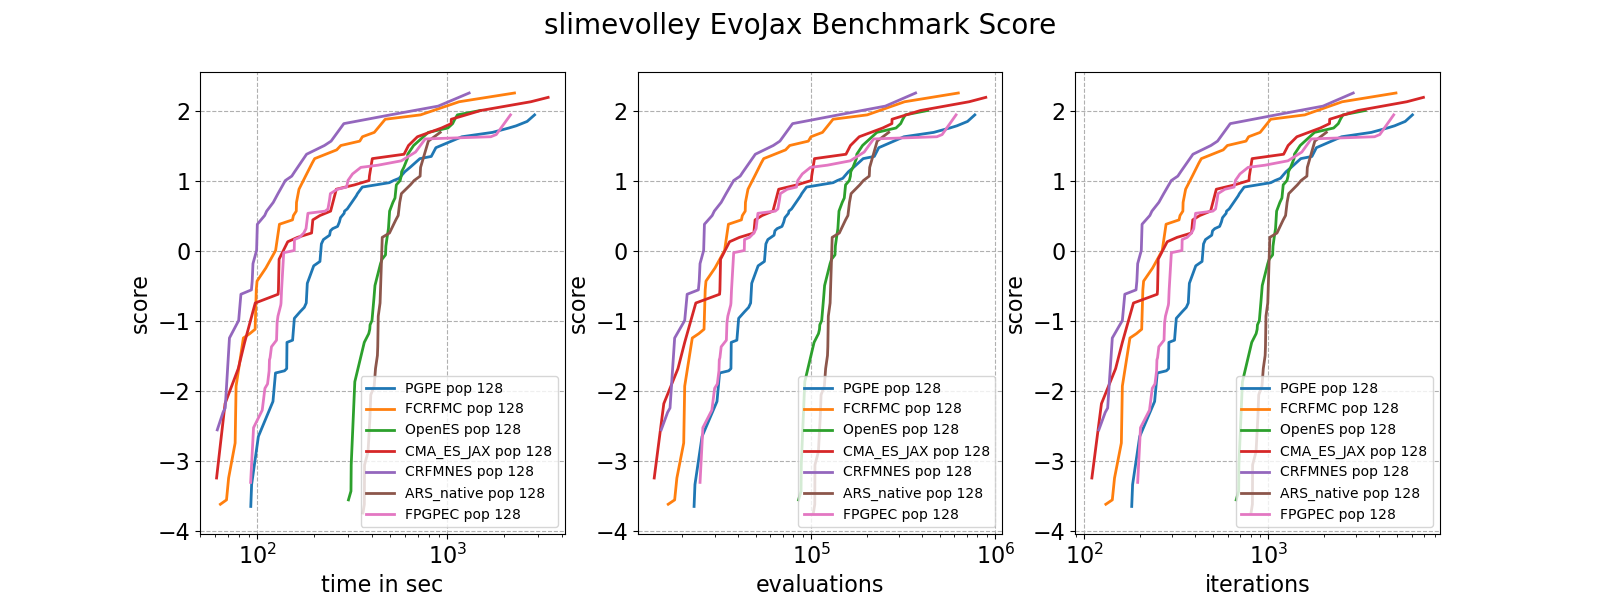 slimevolley EvoJax Benchmark Score
score
2
1
0
−1
−2
−3
−4
10²
10³
time in sec
PGPE pop 128
FCRFMC pop 128
OpenES pop 128
CMA_ES_JAX pop 128
CRFMNES pop 128
ARS_native pop 128
FPGPEC pop 128
score
2
1
0
−1
−2
−3
−4
10⁵
10⁶
evaluations
PGPE pop 128
FCRFMC pop 128
OpenES pop 128
CMA_ES_JAX pop 128
CRFMNES pop 128
ARS_native pop 128
FPGPEC pop 128
score
2
1
0
−1
−2
−3
−4
10²
10³
iterations
PGPE pop 128
FCRFMC pop 128
OpenES pop 128
CMA_ES_JAX pop 128
CRFMNES pop 128
ARS_native pop 128
FPGPEC pop 128